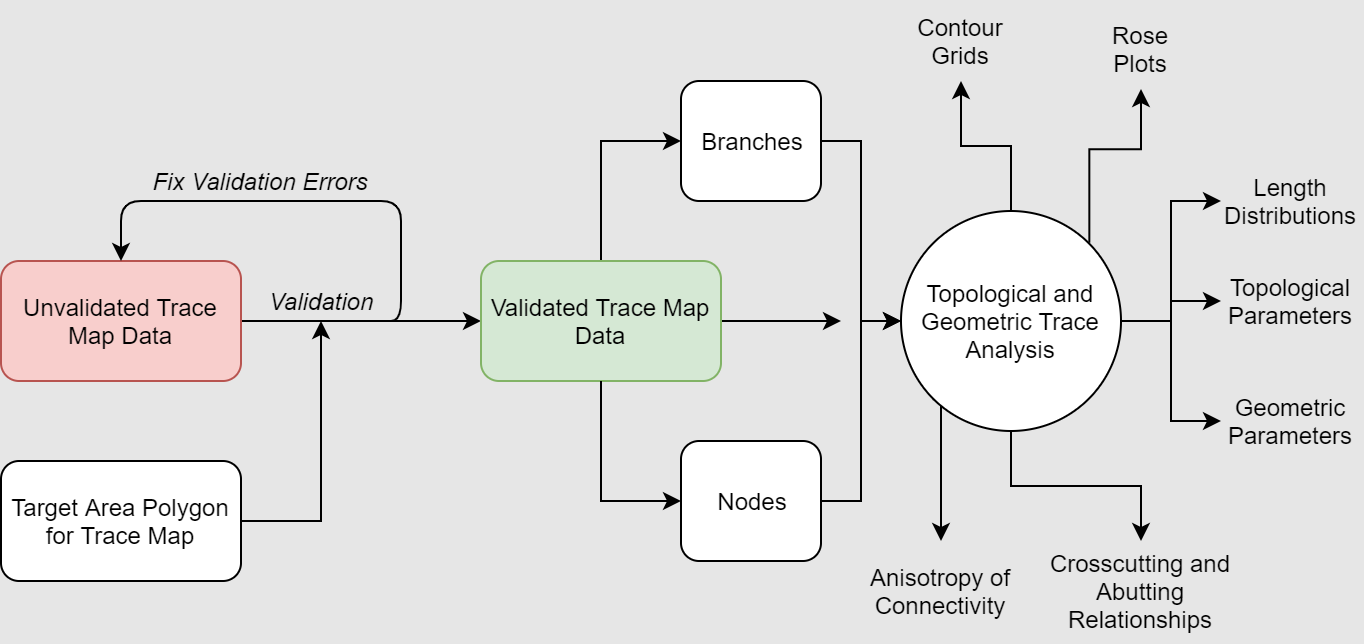 Contour
Grids
Rose
Plots
Branches
Fix Validation Errors
Length
Distributions
Unvalidated Trace
Map Data
Validation
Validated Trace Map
Data
Topological and
Geometric Trace
Analysis
Topological
Parameters
Geometric
Parameters
Target Area Polygon
for Trace Map
Nodes
Anisotropy of
Connectivity
Crosscutting and
Abutting
Relationships